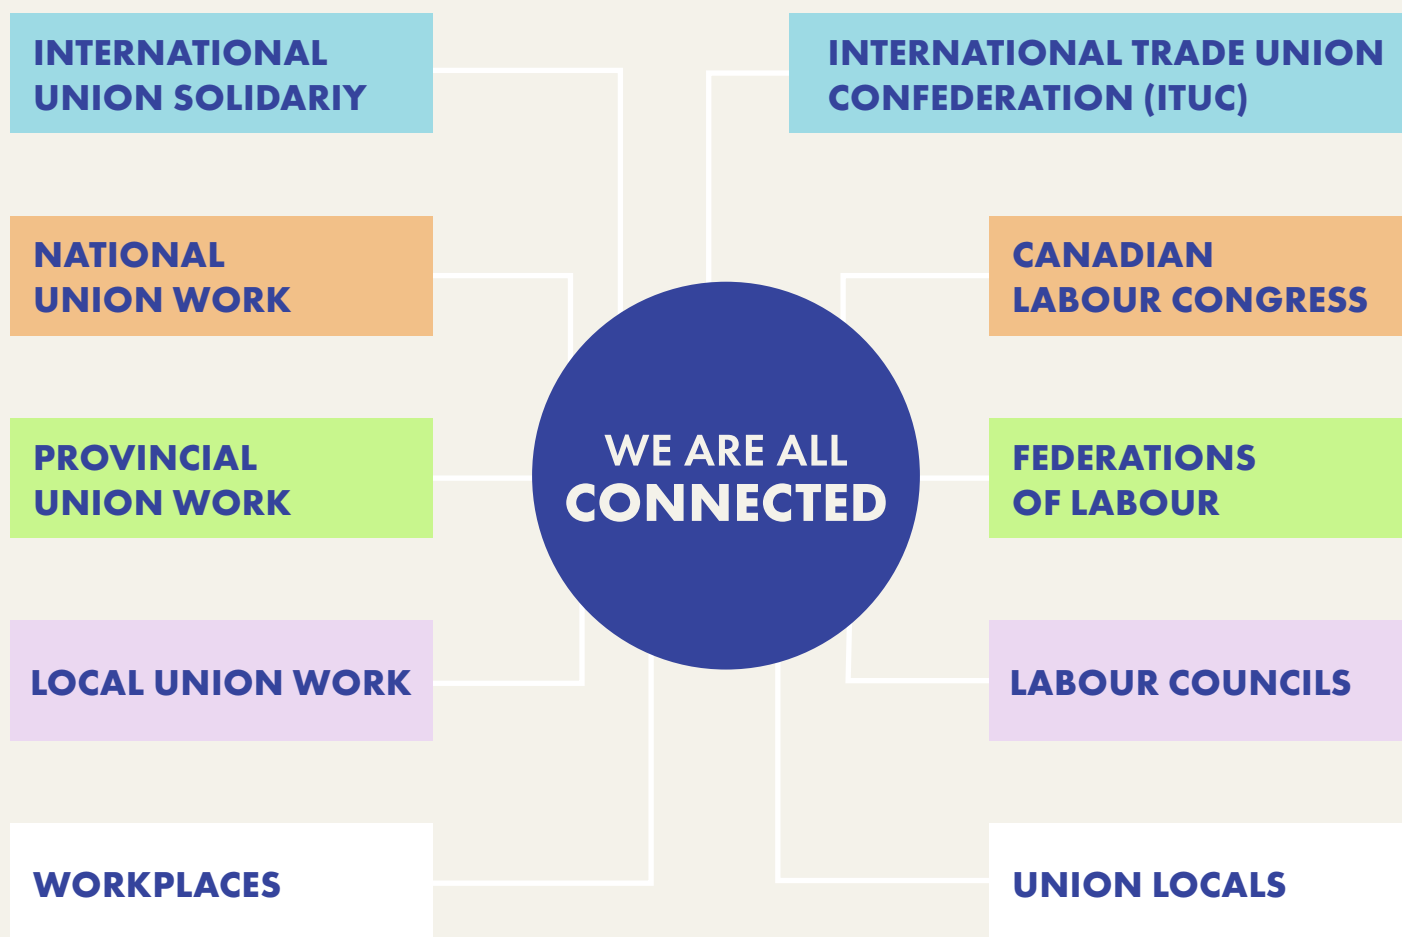 INTERNATIONAL
UNION SOLIDARIY
INTERNATIONAL TRADE UNION
CONFEDERATION (ITUC)
NATIONAL
UNION WORK
CANADIAN
LABOUR CONGRESS
PROVINCIAL
UNION WORK
WE ARE ALL
CONNECTED
FEDERATIONS
OF LABOUR
LOCAL UNION WORK
LABOUR COUNCILS
WORKPLACES
UNION LOCALS